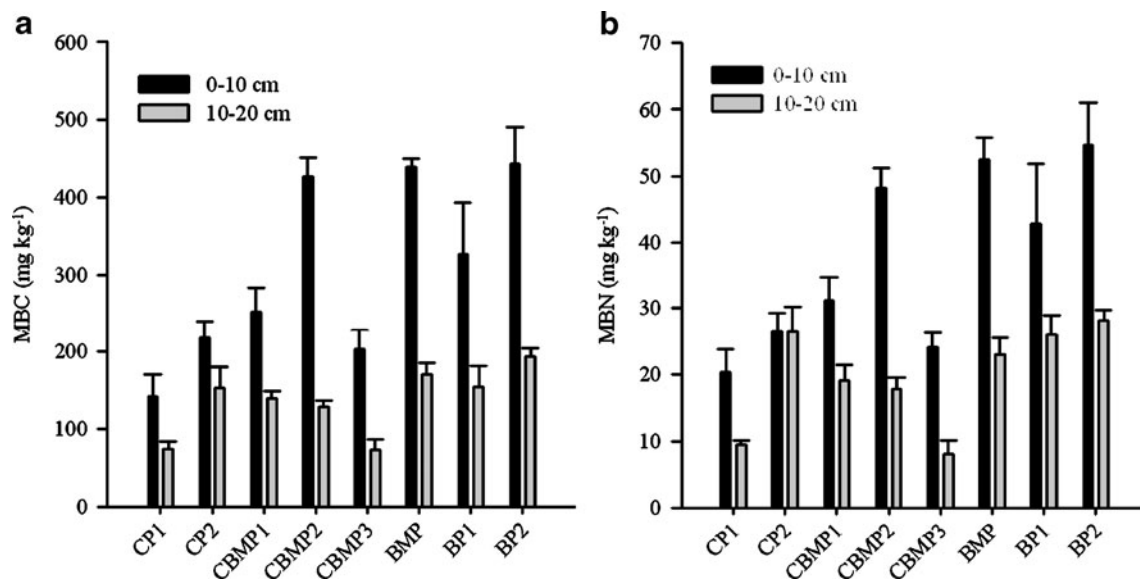 a
600
500
400
300
200
100
0
MBC (mg kg-1)
0-10 cm
10-20 cm
CP1
CP2
CBMP1
CBMP2
CBMP3
BMP
BP1
BP2
b
70
60
50
40
30
20
10
0
MBN (mg kg-1)
0-10 cm
10-20 cm
CP1
CP2
CBMP1
CBMP2
CBMP3
BMP
BP1
BP2